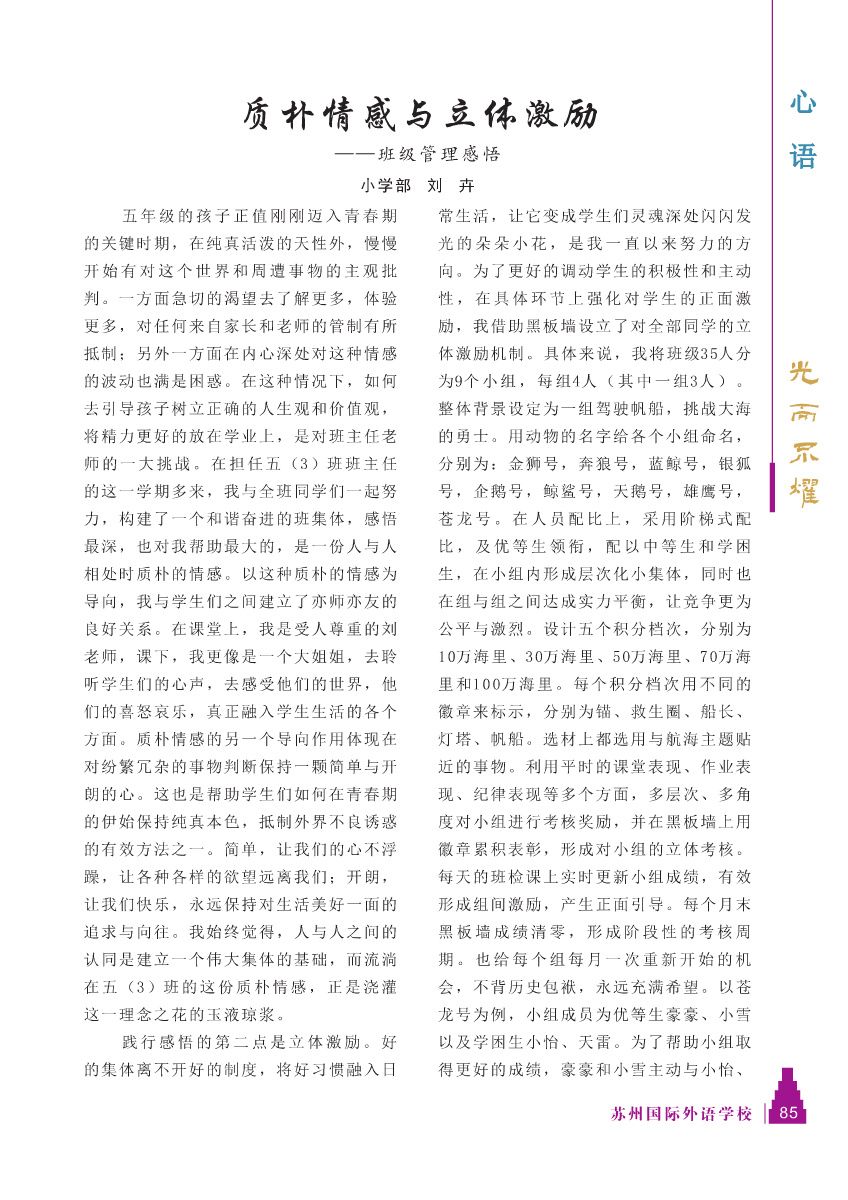 质朴情感与立体激励
——班级管理感悟
小学部　刘　卉
五年级的孩子正值刚刚迈入青春期
的关键时期，在纯真活泼的天性外，慢慢
开始有对这个世界和周遭事物的主观批
判。一方面急切的渴望去了解更多，体验
更多，对任何来自家长和老师的管制有所
抵制；另外一方面在内心深处对这种情感
的波动也满是困惑。在这种情况下，如何
去引导孩子树立正确的人生观和价值观，
将精力更好的放在学业上，是对班主任老
师的一大挑战。在担任五（3）班班主任
的这一学期多来，我与全班同学们一起努
力，构建了一个和谐奋进的班集体，感悟
最深，也对我帮助最大的，是一份人与人
相处时质朴的情感。以这种质朴的情感为
导向，我与学生们之间建立了亦师亦友的
良好关系。在课堂上，我是受人尊重的刘
老师，课下，我更像是一个大姐姐，去聆
听学生们的心声，去感受他们的世界，他
们的喜怒哀乐，真正融入学生生活的各个
方面。质朴情感的另一个导向作用体现在
对纷繁冗杂的事物判断保持一颗简单与开
朗的心。这也是帮助学生们如何在青春期
的伊始保持纯真本色，抵制外界不良诱惑
的有效方法之一。简单，让我们的心不浮
躁，让各种各样的欲望远离我们；开朗，
让我们快乐，永远保持对生活美好一面的
追求与向往。我始终觉得，人与人之间的
认同是建立一个伟大集体的基础，而流淌
在五（3）班的这份质朴情感，正是浇灌
这一理念之花的玉液琼浆。
践行感悟的第二点是立体激励。好
的集体离不开好的制度，将好习惯融入日
常生活，让它变成学生们灵魂深处闪闪发
光的朵朵小花，是我一直以来努力的方
向。为了更好的调动学生的积极性和主动
性，在具体环节上强化对学生的正面激
励，我借助黑板墙设立了对全部同学的立
体激励机制。具体来说，我将班级35人分
为9个小组，每组4人（其中一组3人）。
整体背景设定为一组驾驶帆船，挑战大海
的勇士。用动物的名字给各个小组命名，
分别为：金狮号，奔狼号，蓝鲸号，银狐
号，企鹅号，鲸鲨号，天鹅号，雄鹰号，
苍龙号。在人员配比上，采用阶梯式配
比，及优等生领衔，配以中等生和学困
生，在小组内形成层次化小集体，同时也
在组与组之间达成实力平衡，让竞争更为
公平与激烈。设计五个积分档次，分别为
10万海里、30万海里、50万海里、70万海
里和100万海里。每个积分档次用不同的
徽章来标示，分别为锚、救生圈、船长、
灯塔、帆船。选材上都选用与航海主题贴
近的事物。利用平时的课堂表现、作业表
现、纪律表现等多个方面，多层次、多角
度对小组进行考核奖励，并在黑板墙上用
徽章累积表彰，形成对小组的立体考核。
每天的班检课上实时更新小组成绩，有效
形成组间激励，产生正面引导。每个月末
黑板墙成绩清零，形成阶段性的考核周
期。也给每个组每月一次重新开始的机
会，不背历史包袱，永远充满希望。以苍
龙号为例，小组成员为优等生豪豪、小雪
以及学困生小怡、天雷。为了帮助小组取
得更好的成绩，豪豪和小雪主动与小怡、
心语
光而不耀
苏州国际外语学校 85